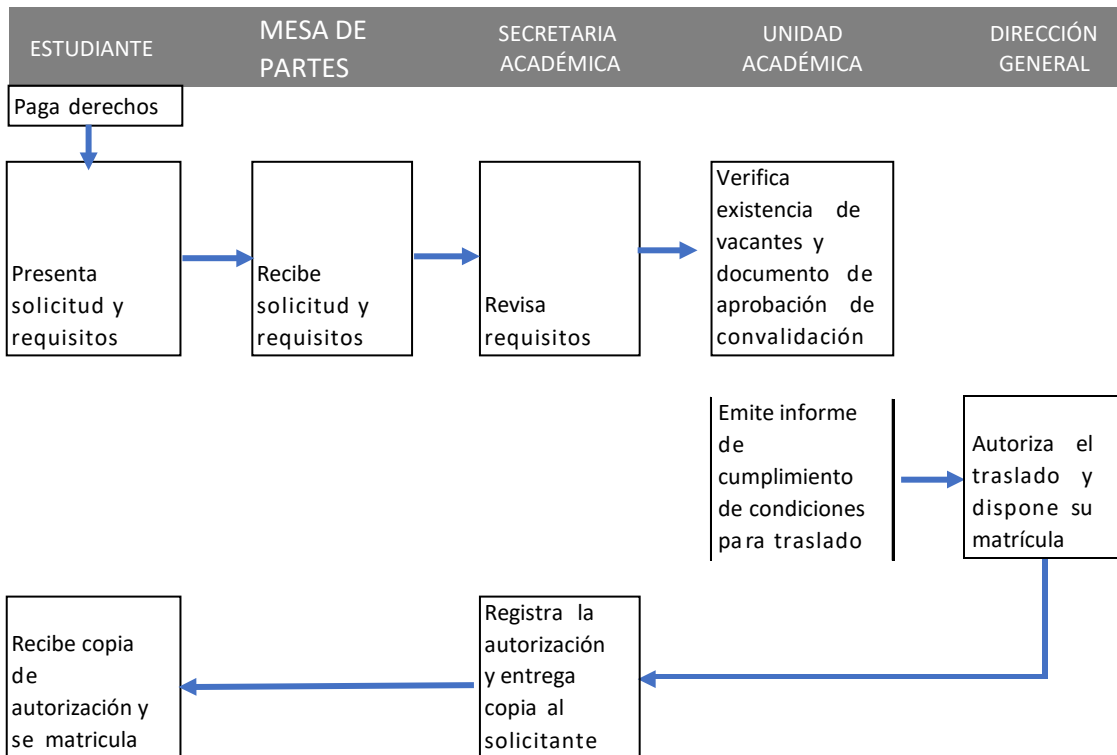 ESTUDIANTE
MESA DE
PARTES
SECRETARIA
ACADÉMICA
UNIDAD
ACADÉMICA
DIRECCIÓN
GENERAL
Paga derechos
Presenta
solicitud y
requisitos
Recibe
solicitud y
requisitos
Revisa
requisitos
Verifica
existencia de
vacantes y
documento de
aprobación de
convalidación
Emite informe
de
cumplimiento
de condiciones
para traslado
Autoriza el
traslado y
dispone su
matrícula
Registra la
autorización
y entrega
copia al
solicitante
Recibe copia
de
autorización y
se matricula